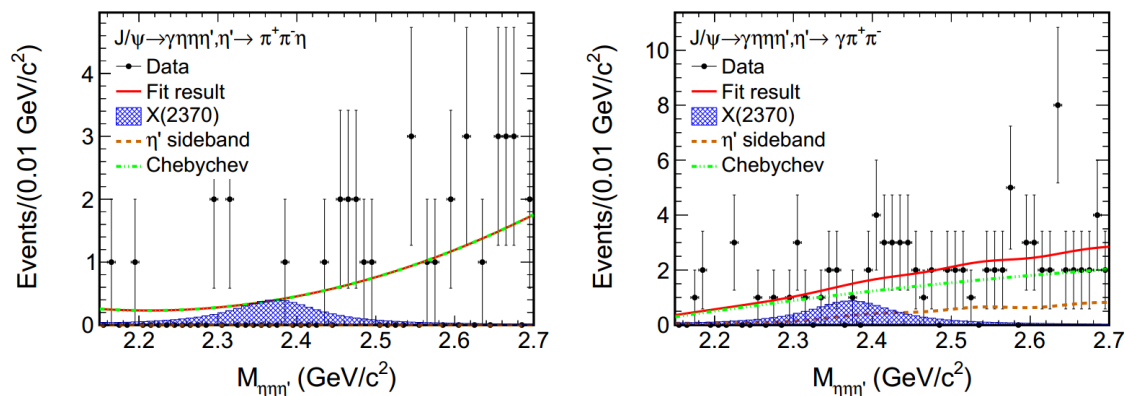 J/ψ→γηηη′,η′→ π⁺π⁻η
Data
Fit result
X(2370)
η′ sideband
Chebychev
Events/(0.01 GeV/c²)
4
3
2
1
0
2.2 2.3 2.4 2.5 2.6 2.7
M_ηηη′ (GeV/c²)
J/ψ→γηηη′,η′→ γπ⁺π⁻
Data
Fit result
X(2370)
η′ sideband
Chebychev
Events/(0.01 GeV/c²)
10
8
6
4
2
0
2.2 2.3 2.4 2.5 2.6 2.7
M_ηηη′ (GeV/c²)